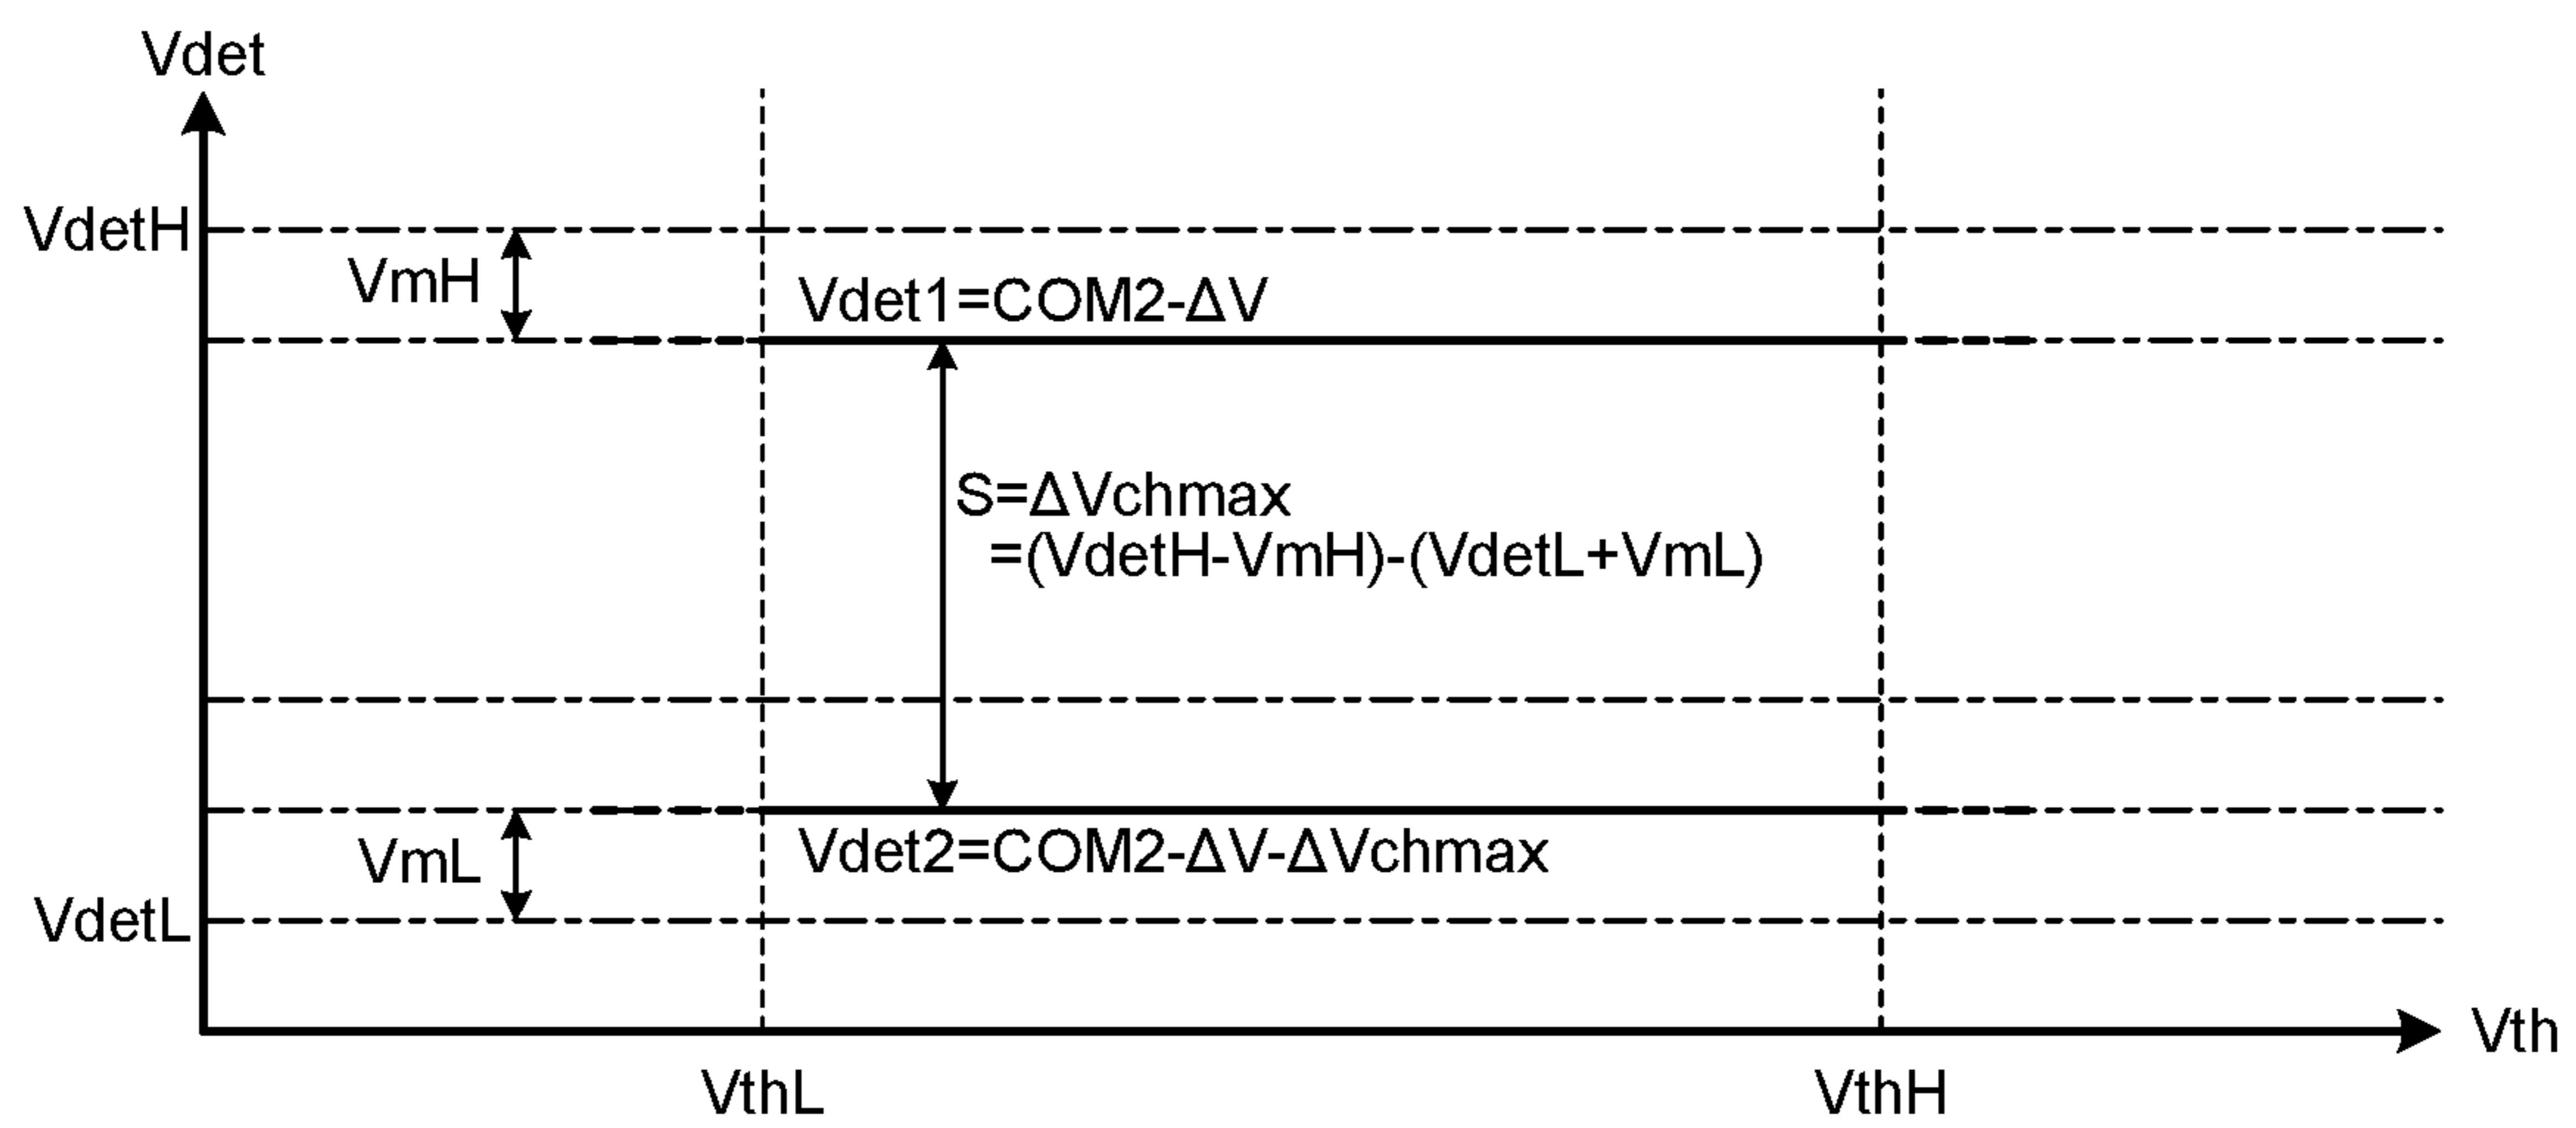 Vdet
VdetH
VmH
Vdet1=COM2-ΔV
S=ΔVchmax
=(VdetH-VmH)-(VdetL+VmL)
VmL
Vdet2=COM2-ΔV-ΔVchmax
VdetL
Vth
VthL
VthH